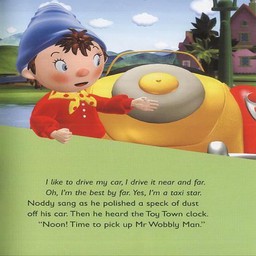 I like to drive my car, I drive it near and far.
Oh, I'm the best by far. Yes, I'm a taxi star.
Noddy sang as he polished a speck of dust
off his car. Then he heard the Toy Town clock.
"Noon! Time to pick up Mr Wobbly Man."